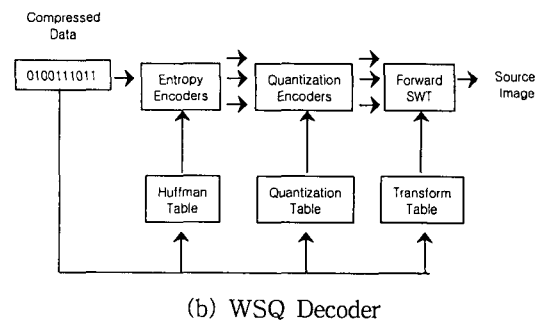 Compressed
Data
0100111011
Entropy
Encoders
Quantization
Encoders
Forward
SWT
Source
Image
Huffman
Table
Quantization
Table
Transform
Table
(b) WSQ Decoder